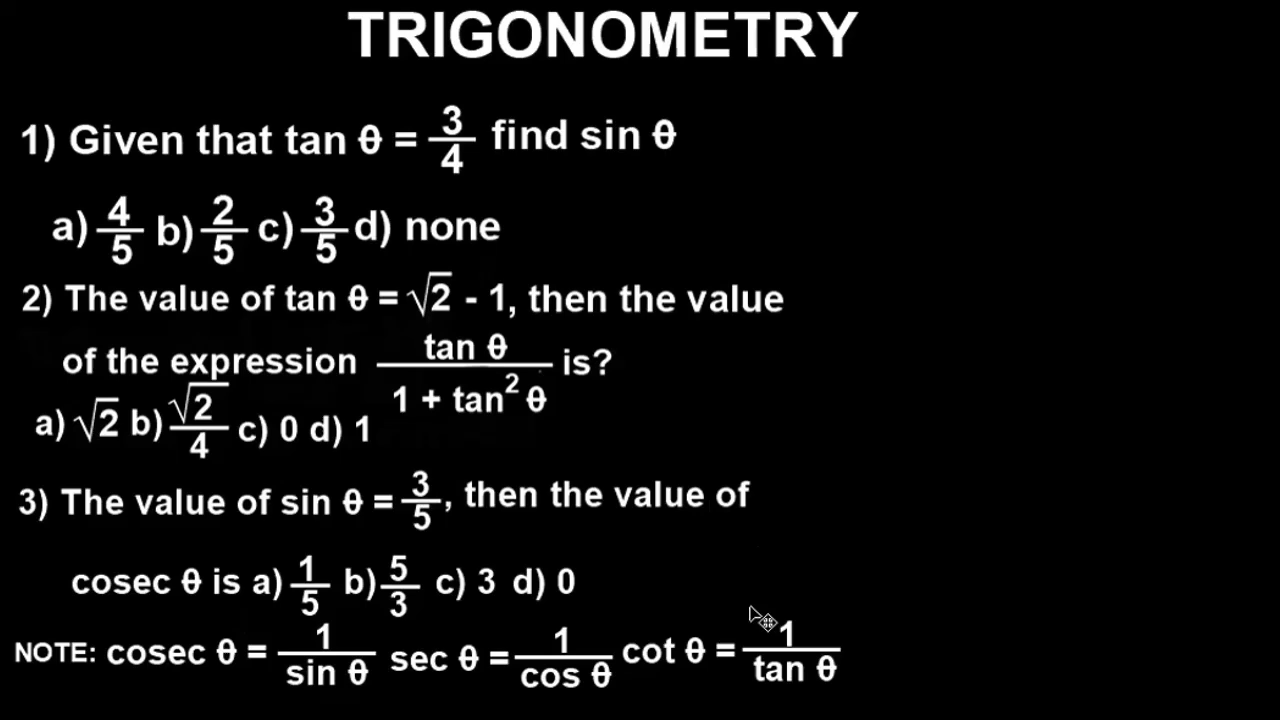 TRIGONOMETRY
1) Given that tan θ = 3/4 find sin θ
a) 4/5 b) 2/5 c) 3/5 d) none
2) The value of tan θ = √2 - 1, then the value
of the expression tan θ / 1 + tan² θ is?
a) √2 b) √2/4 c) 0 d) 1
3) The value of sin θ = 3/5, then the value of
cosec θ is a) 1/5 b) 5/3 c) 3 d) 0
NOTE: cosec θ = 1/sin θ sec θ = 1/cos θ cot θ = 1/tan θ